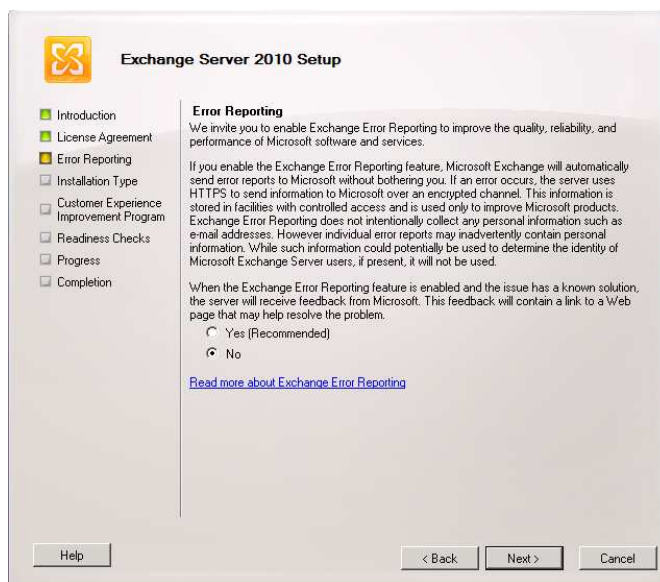 Exchange Server 2010 Setup
Introduction
License Agreement
Error Reporting
Installation Type
Customer Experience
Improvement Program
Readiness Checks
Progress
Completion
Error Reporting
We invite you to enable Exchange Error Reporting to improve the quality, reliability, and
performance of Microsoft software and services.
If you enable the Exchange Error Reporting feature, Microsoft Exchange will automatically
send error reports to Microsoft without bothering you. If an error occurs, the server uses
HTTPS to send information to Microsoft over an encrypted channel. This information is
stored in facilities with controlled access and is used only to improve Microsoft products.
Exchange Error Reporting does not intentionally collect any personal information such as
e-mail addresses. However individual error reports may inadvertently contain personal
information. While such information could potentially be used to determine the identity of
Microsoft Exchange Server users, if present, it will not be used.
When the Exchange Error Reporting feature is enabled and the issue has a known solution,
the server will receive feedback from Microsoft. This feedback will contain a link to a Web
page that may help resolve the problem.
Yes (Recommended)
No
Read more about Exchange Error Reporting
Help
< Back
Next >
Cancel